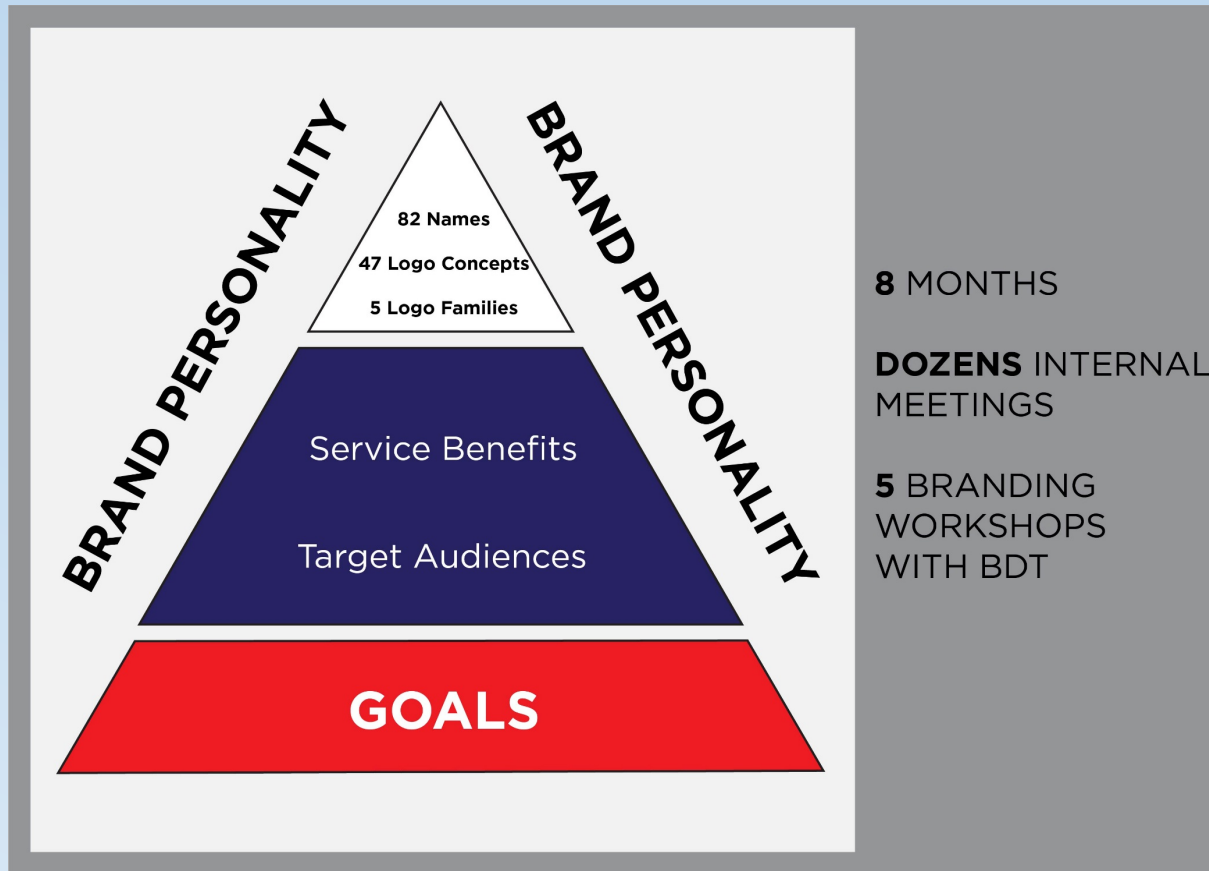 BRAND PERSONALITY
BRAND PERSONALITY
82 Names
47 Logo Concepts
5 Logo Families
Service Benefits
Target Audiences
GOALS
8 MONTHS
DOZENS INTERNAL
MEETINGS
5 BRANDING
WORKSHOPS
WITH BDT